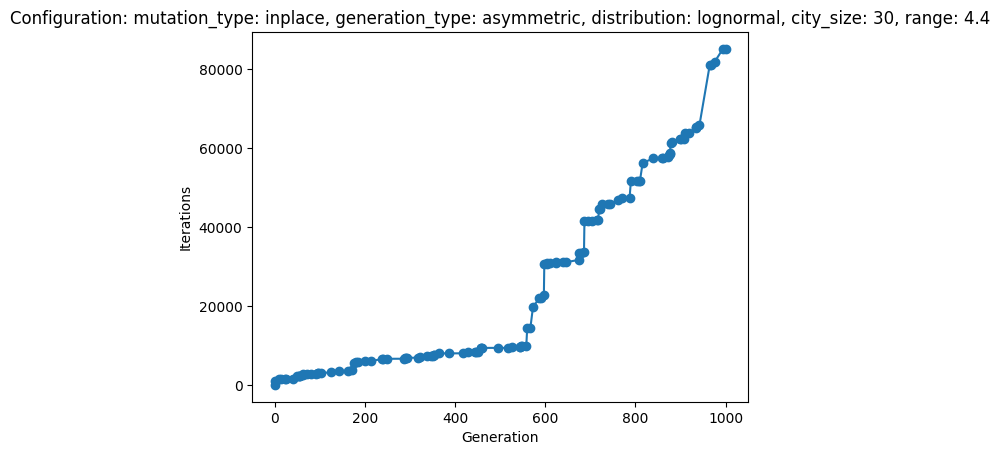 Configuration: mutation_type: inplace, generation_type: asymmetric, distribution: lognormal, city_size: 30, range: 4.4
80000
60000
40000
20000
0
Iterations
0 200 400 600 800 1000
Generation